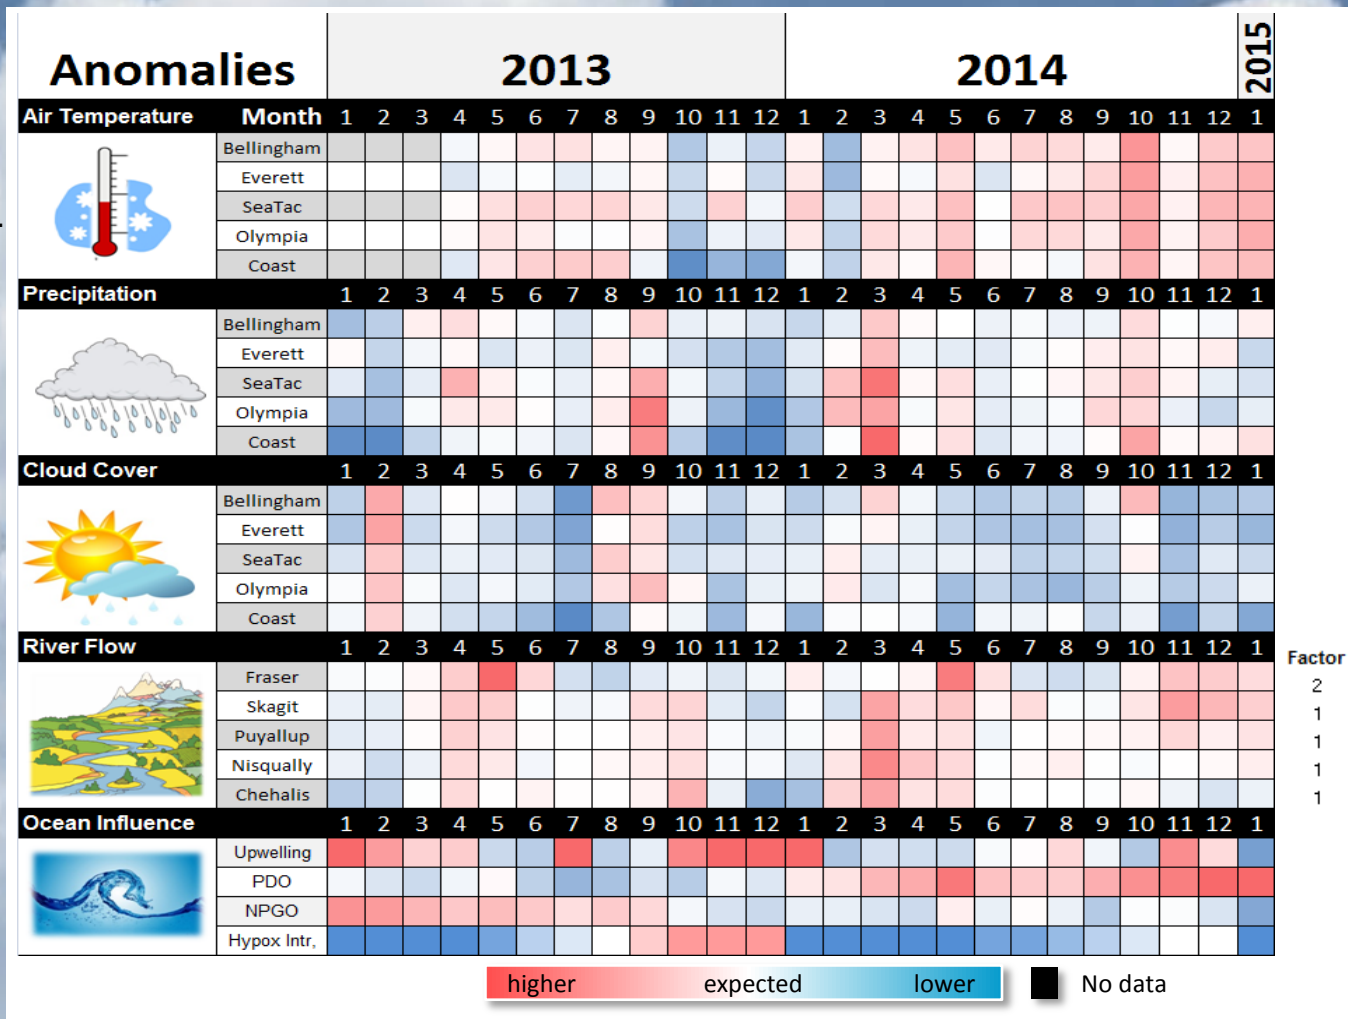 Anomalies 2013 2014 2015
Air Temperature Month 1 2 3 4 5 6 7 8 9 10 11 12 1 2 3 4 5 6 7 8 9 10 11 12 1
Bellingham
Everett
SeaTac
Olympia
Coast
Precipitation 1 2 3 4 5 6 7 8 9 10 11 12 1 2 3 4 5 6 7 8 9 10 11 12 1
Bellingham
Everett
SeaTac
Olympia
Coast
Cloud Cover 1 2 3 4 5 6 7 8 9 10 11 12 1 2 3 4 5 6 7 8 9 10 11 12 1
Bellingham
Everett
SeaTac
Olympia
Coast
River Flow 1 2 3 4 5 6 7 8 9 10 11 12 1 2 3 4 5 6 7 8 9 10 11 12 1
Factor
Fraser 2
Skagit 1
Puyallup 1
Nisqually 1
Chehalis 1
Ocean Influence 1 2 3 4 5 6 7 8 9 10 11 12 1 2 3 4 5 6 7 8 9 10 11 12 1
Upwelling
PDO
NPGO
Hypox Intr,
higher expected lower No data